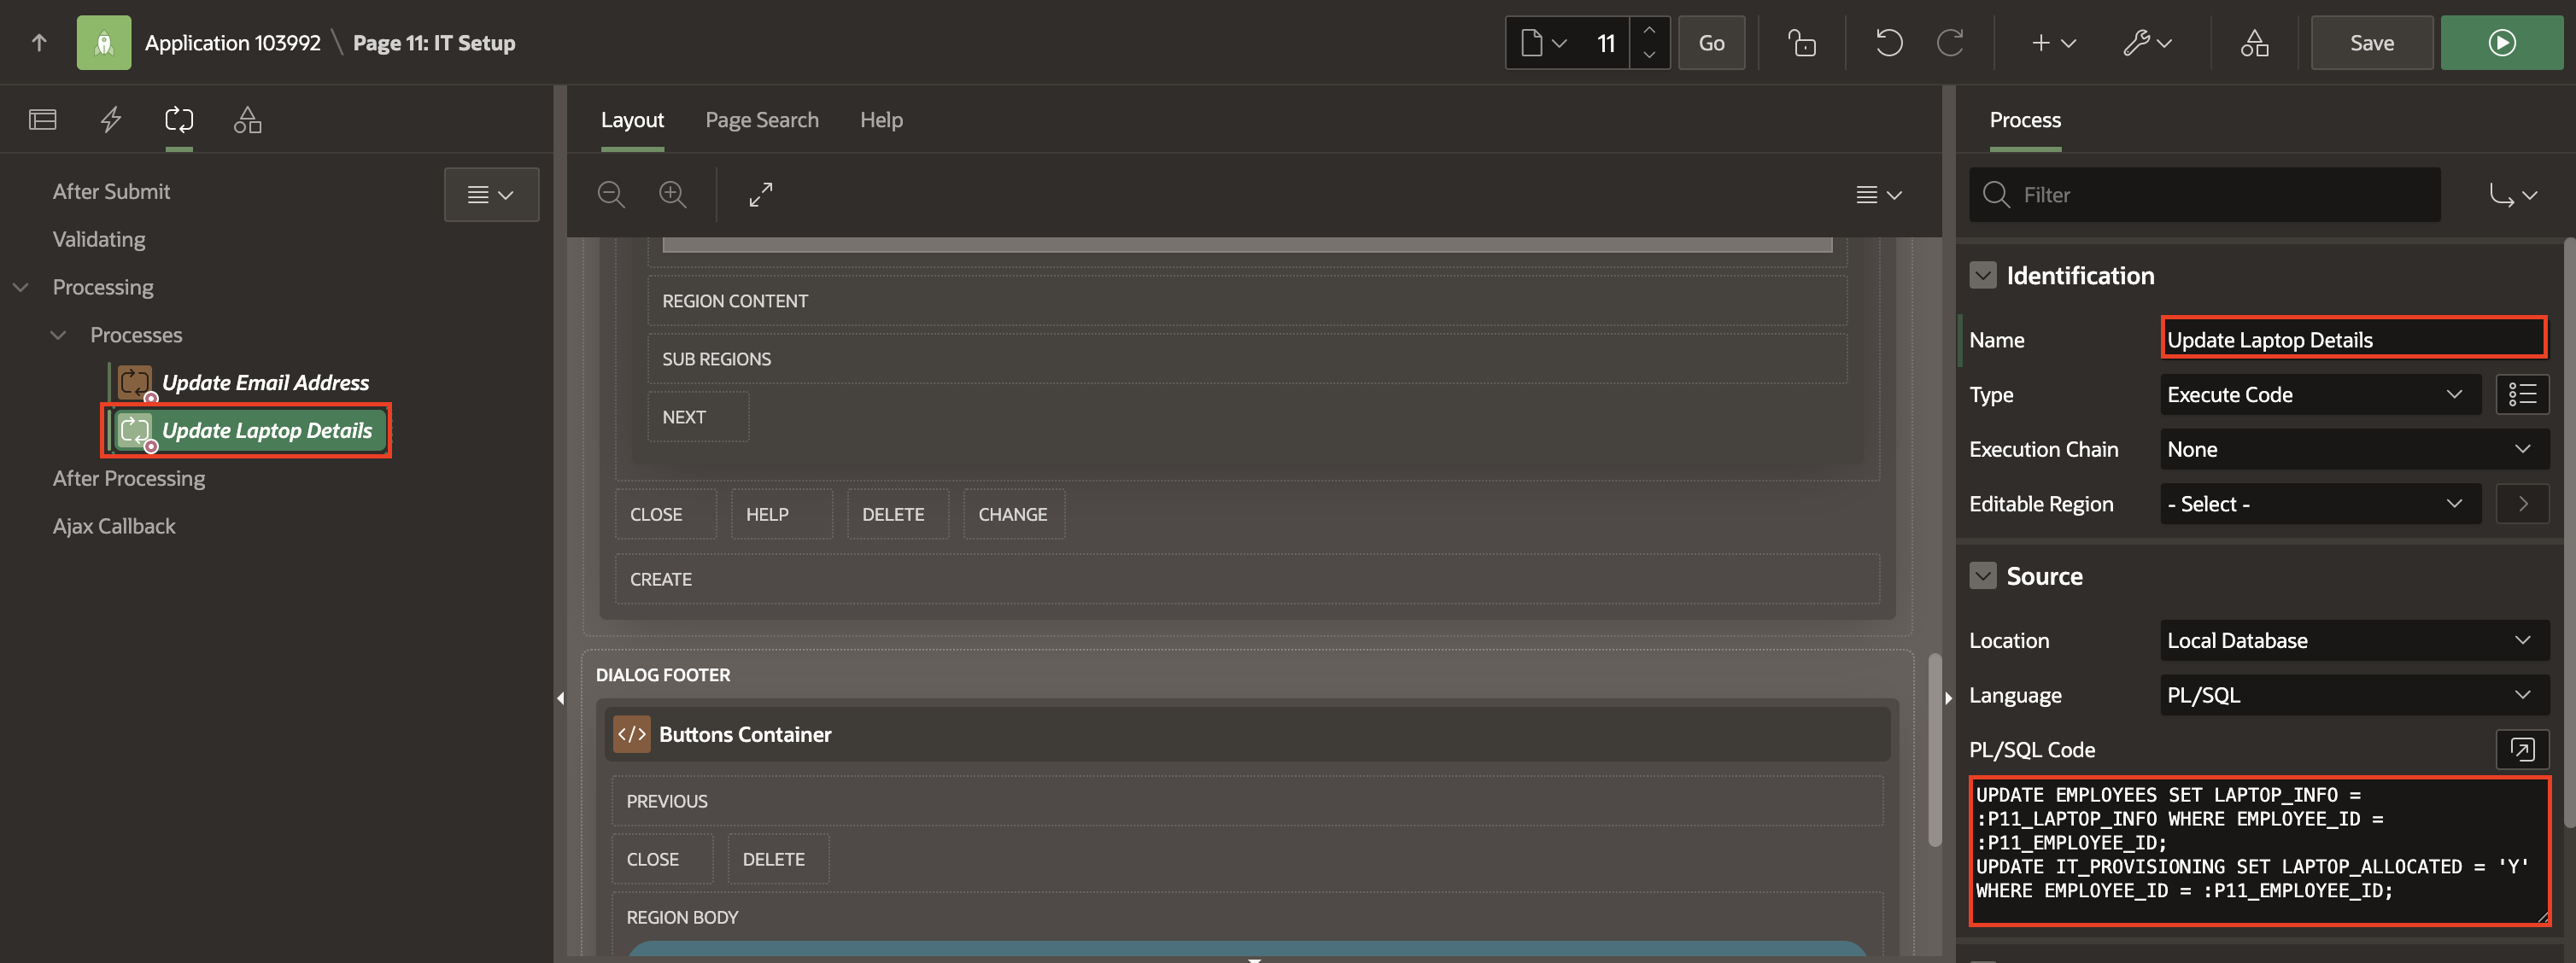 Application 103992 \ Page 11: IT Setup
11
Go
Save
After Submit
Validating
Processing
Processes
Update Email Address
Update Laptop Details
After Processing
Ajax Callback
Layout
Page Search
Help
REGION CONTENT
SUB REGIONS
NEXT
CLOSE
HELP
DELETE
CHANGE
CREATE
DIALOG FOOTER
</> Buttons Container
PREVIOUS
CLOSE
DELETE
REGION BODY
Process
Filter
Identification
Name
Update Laptop Details
Type
Execute Code
Execution Chain
None
Editable Region
- Select -
Source
Location
Local Database
Language
PL/SQL
PL/SQL Code
UPDATE EMPLOYEES SET LAPTOP_INFO =
:P11_LAPTOP_INFO WHERE EMPLOYEE_ID =
:P11_EMPLOYEE_ID;
UPDATE IT_PROVISIONING SET LAPTOP_ALLOCATED = 'Y'
WHERE EMPLOYEE_ID = :P11_EMPLOYEE_ID;